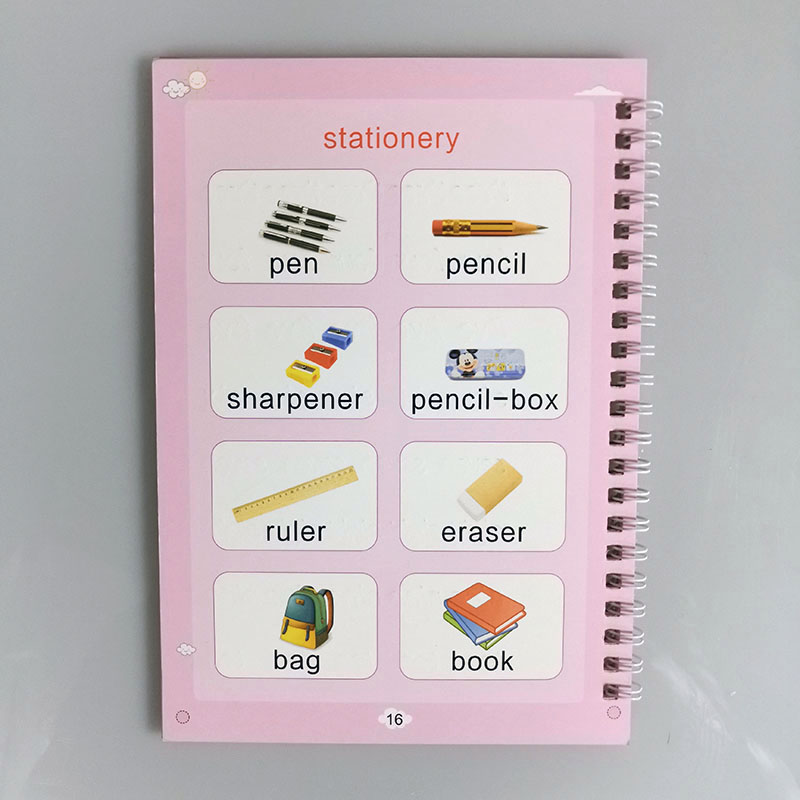 stationery
pen
pencil
sharpener
pencil-box
ruler
eraser
bag
book
16